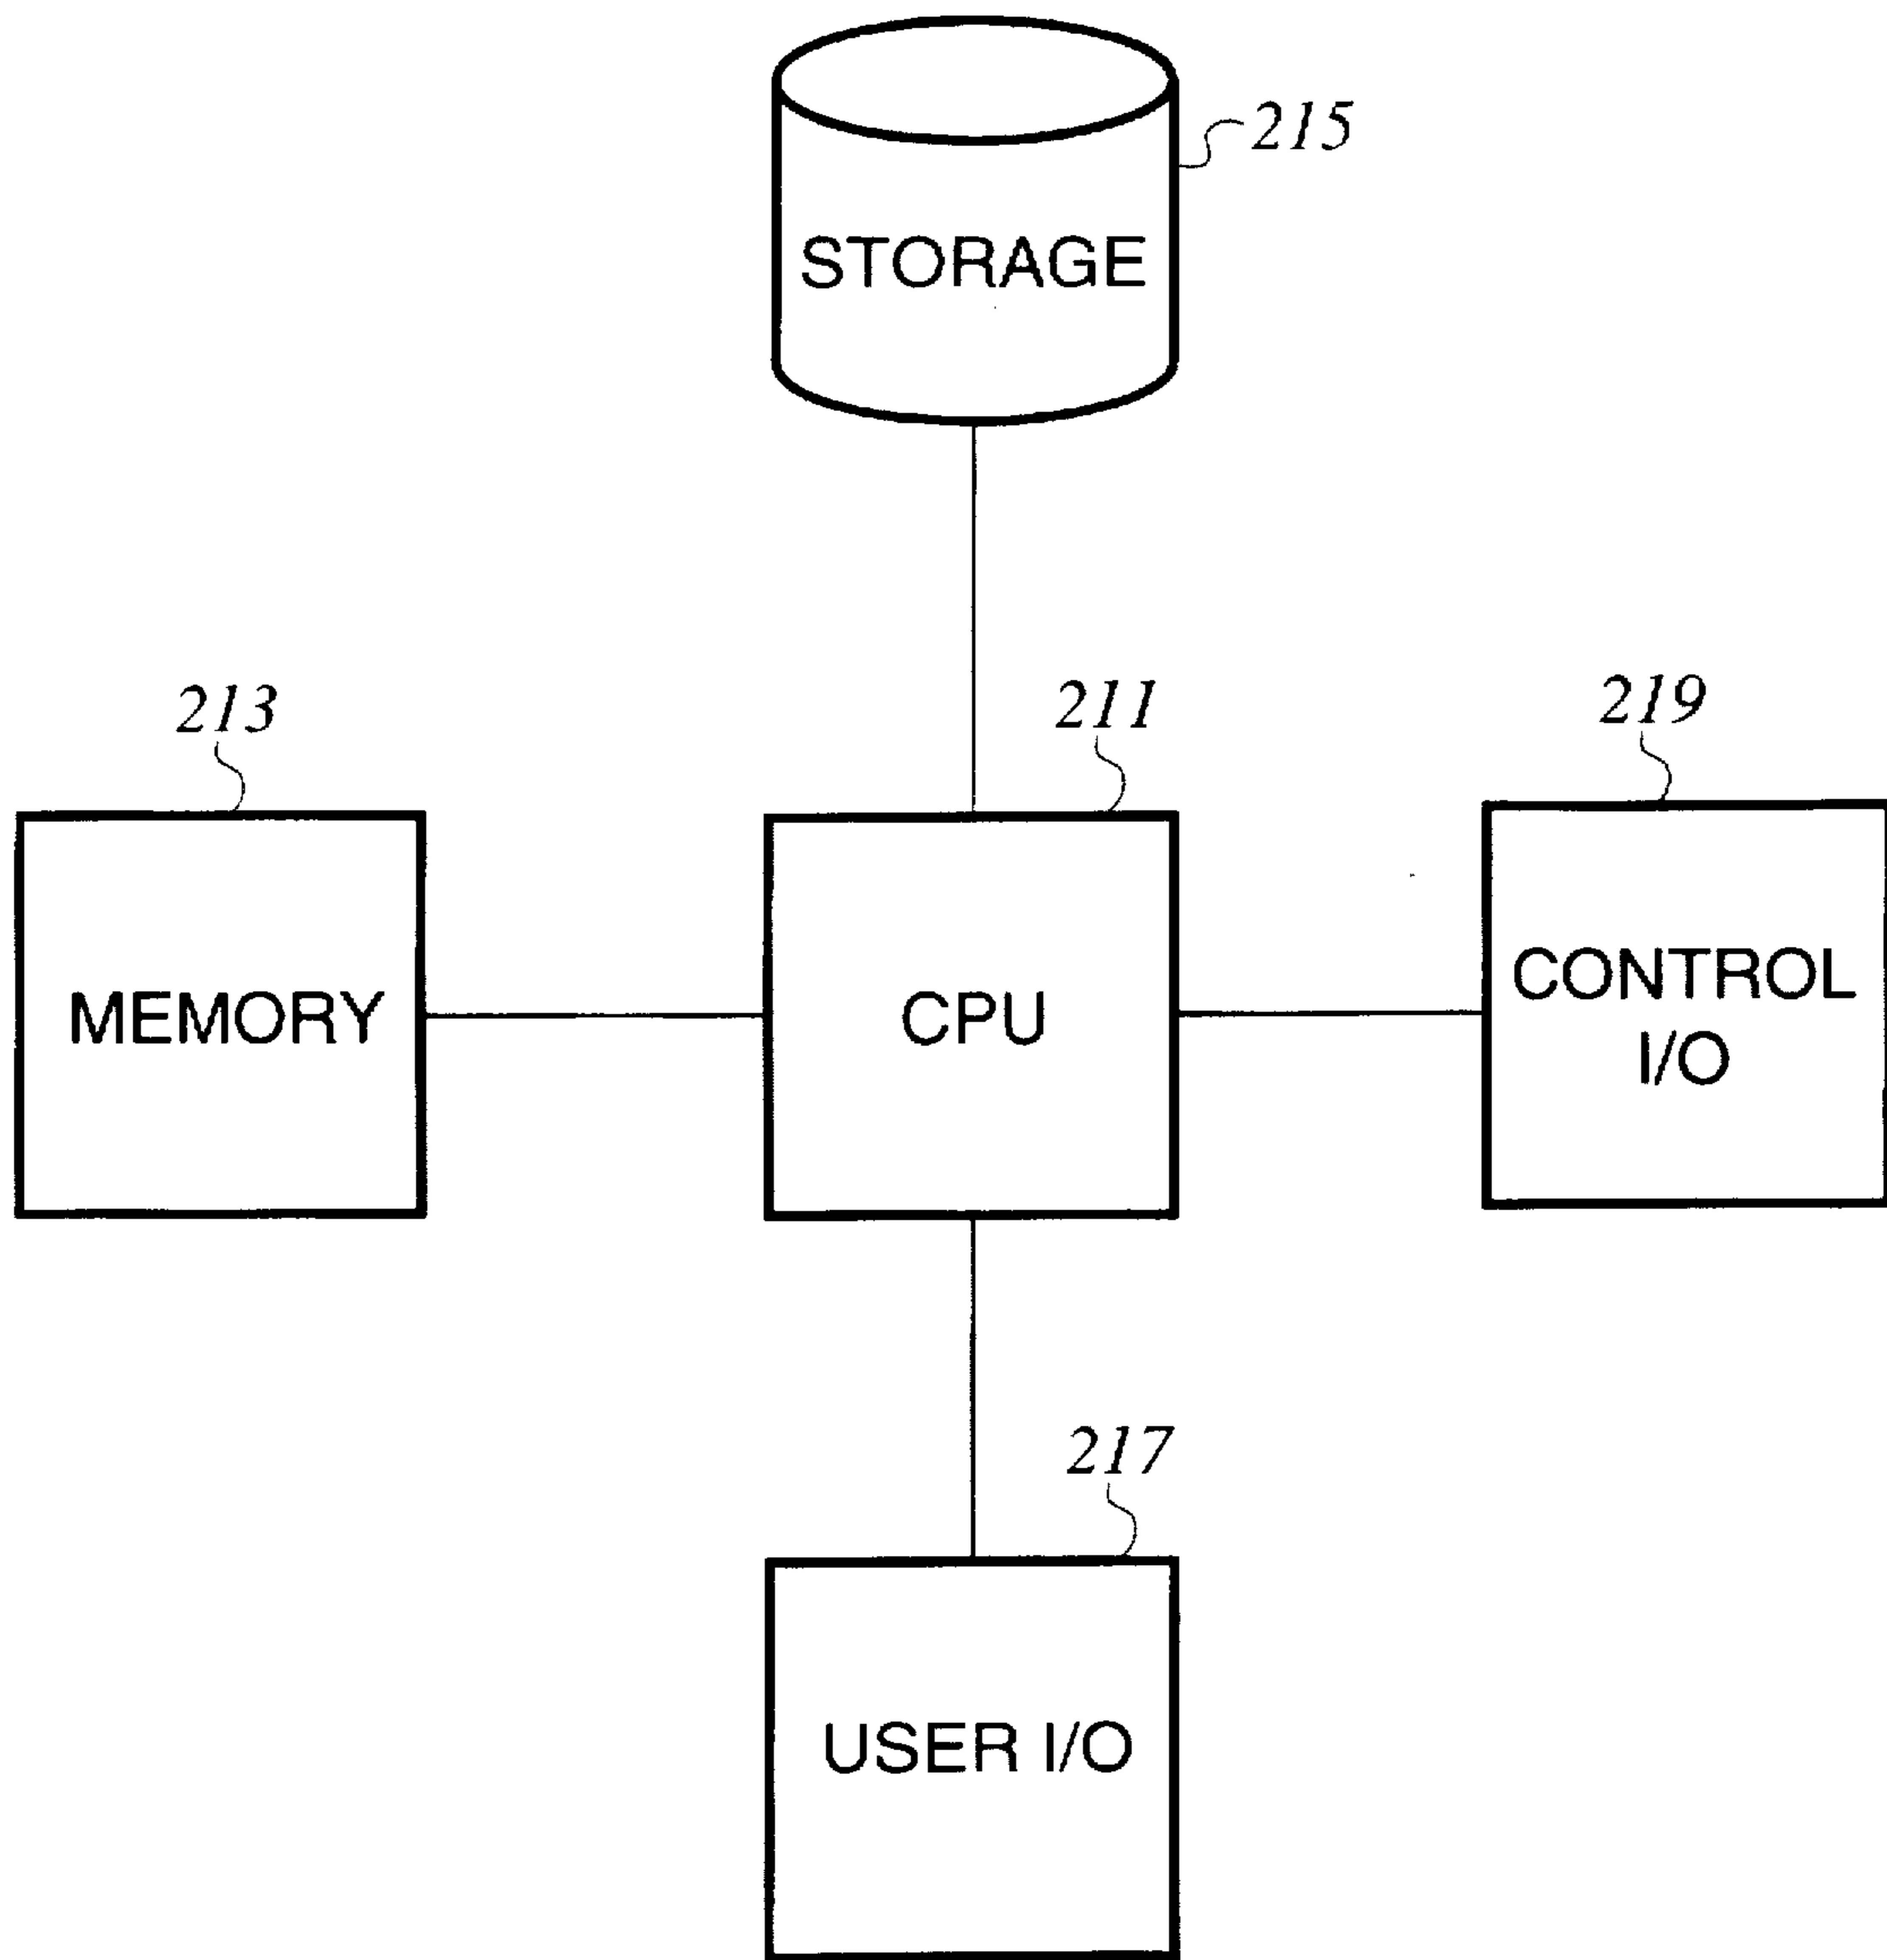 215
STORAGE
213
211
219
MEMORY
CPU
CONTROL
I/O
217
USER I/O